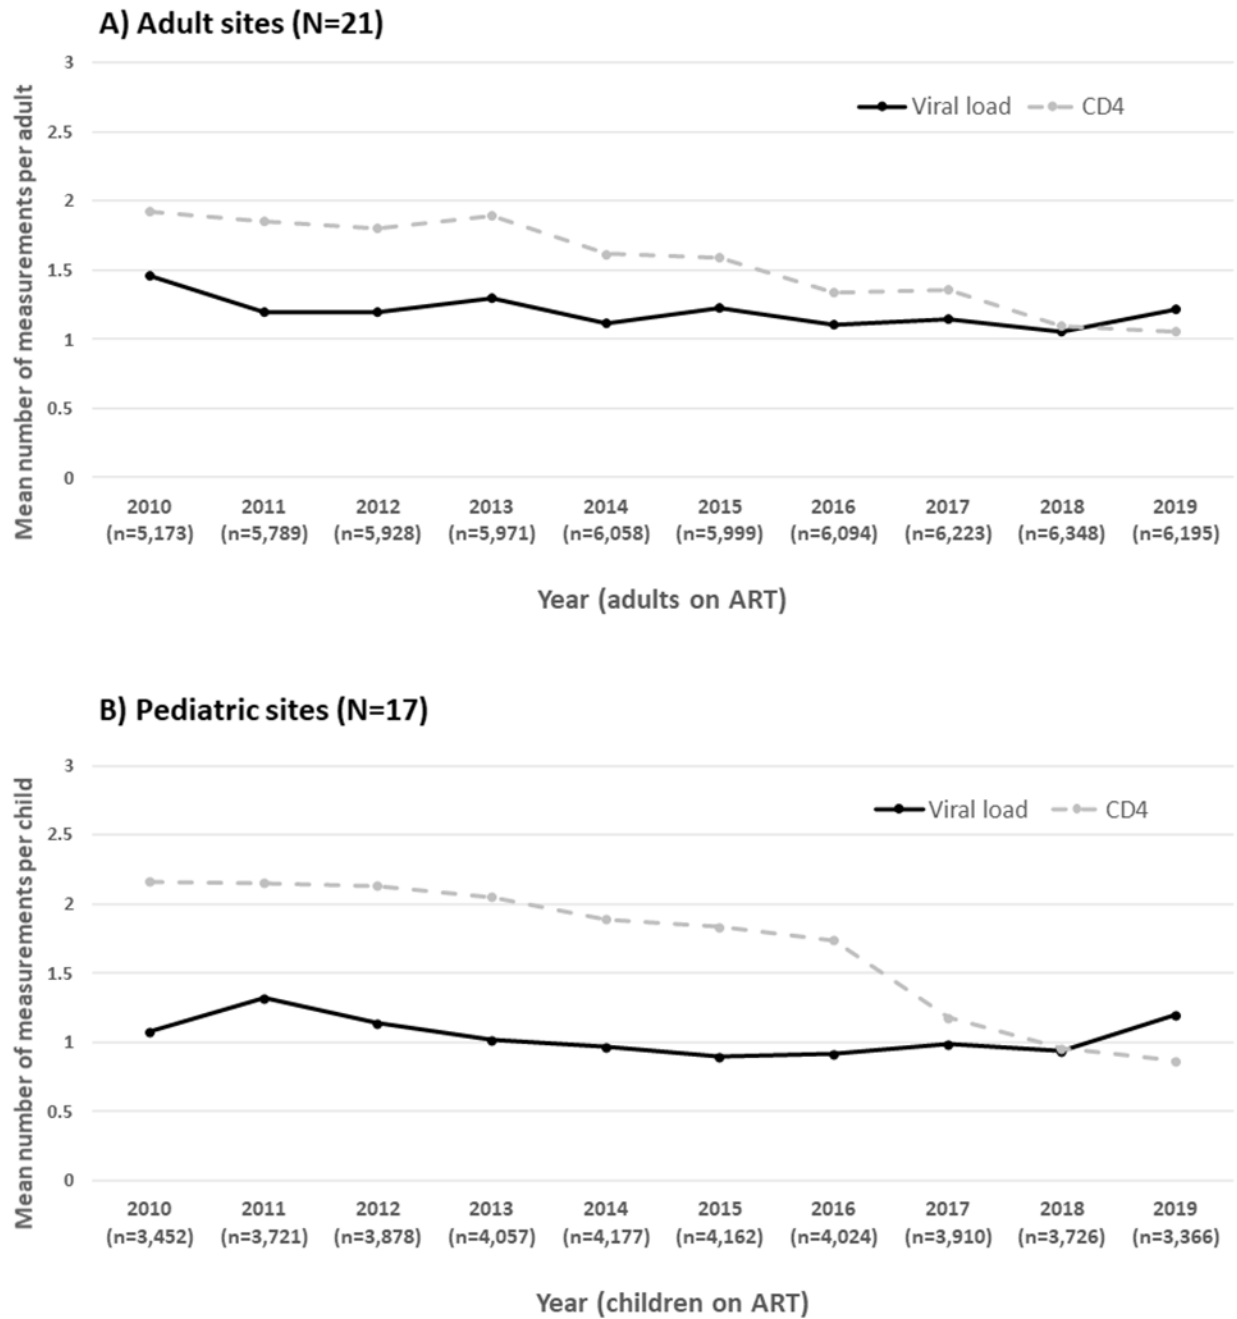 A) Adult sites (N=21)
3
Viral load CD4
2.5
2
1.5
1
0.5
0
Mean number of measurements per adult
2010 2011 2012 2013 2014 2015 2016 2017 2018 2019
(n=5,173) (n=5,789) (n=5,928) (n=5,971) (n=6,058) (n=5,999) (n=6,094) (n=6,223) (n=6,348) (n=6,195)
Year (adults on ART)
B) Pediatric sites (N=17)
3
Viral load CD4
2.5
2
1.5
1
0.5
0
Mean number of measurements per child
2010 2011 2012 2013 2014 2015 2016 2017 2018 2019
(n=3,452) (n=3,721) (n=3,878) (n=4,057) (n=4,177) (n=4,162) (n=4,024) (n=3,910) (n=3,726) (n=3,366)
Year (children on ART)